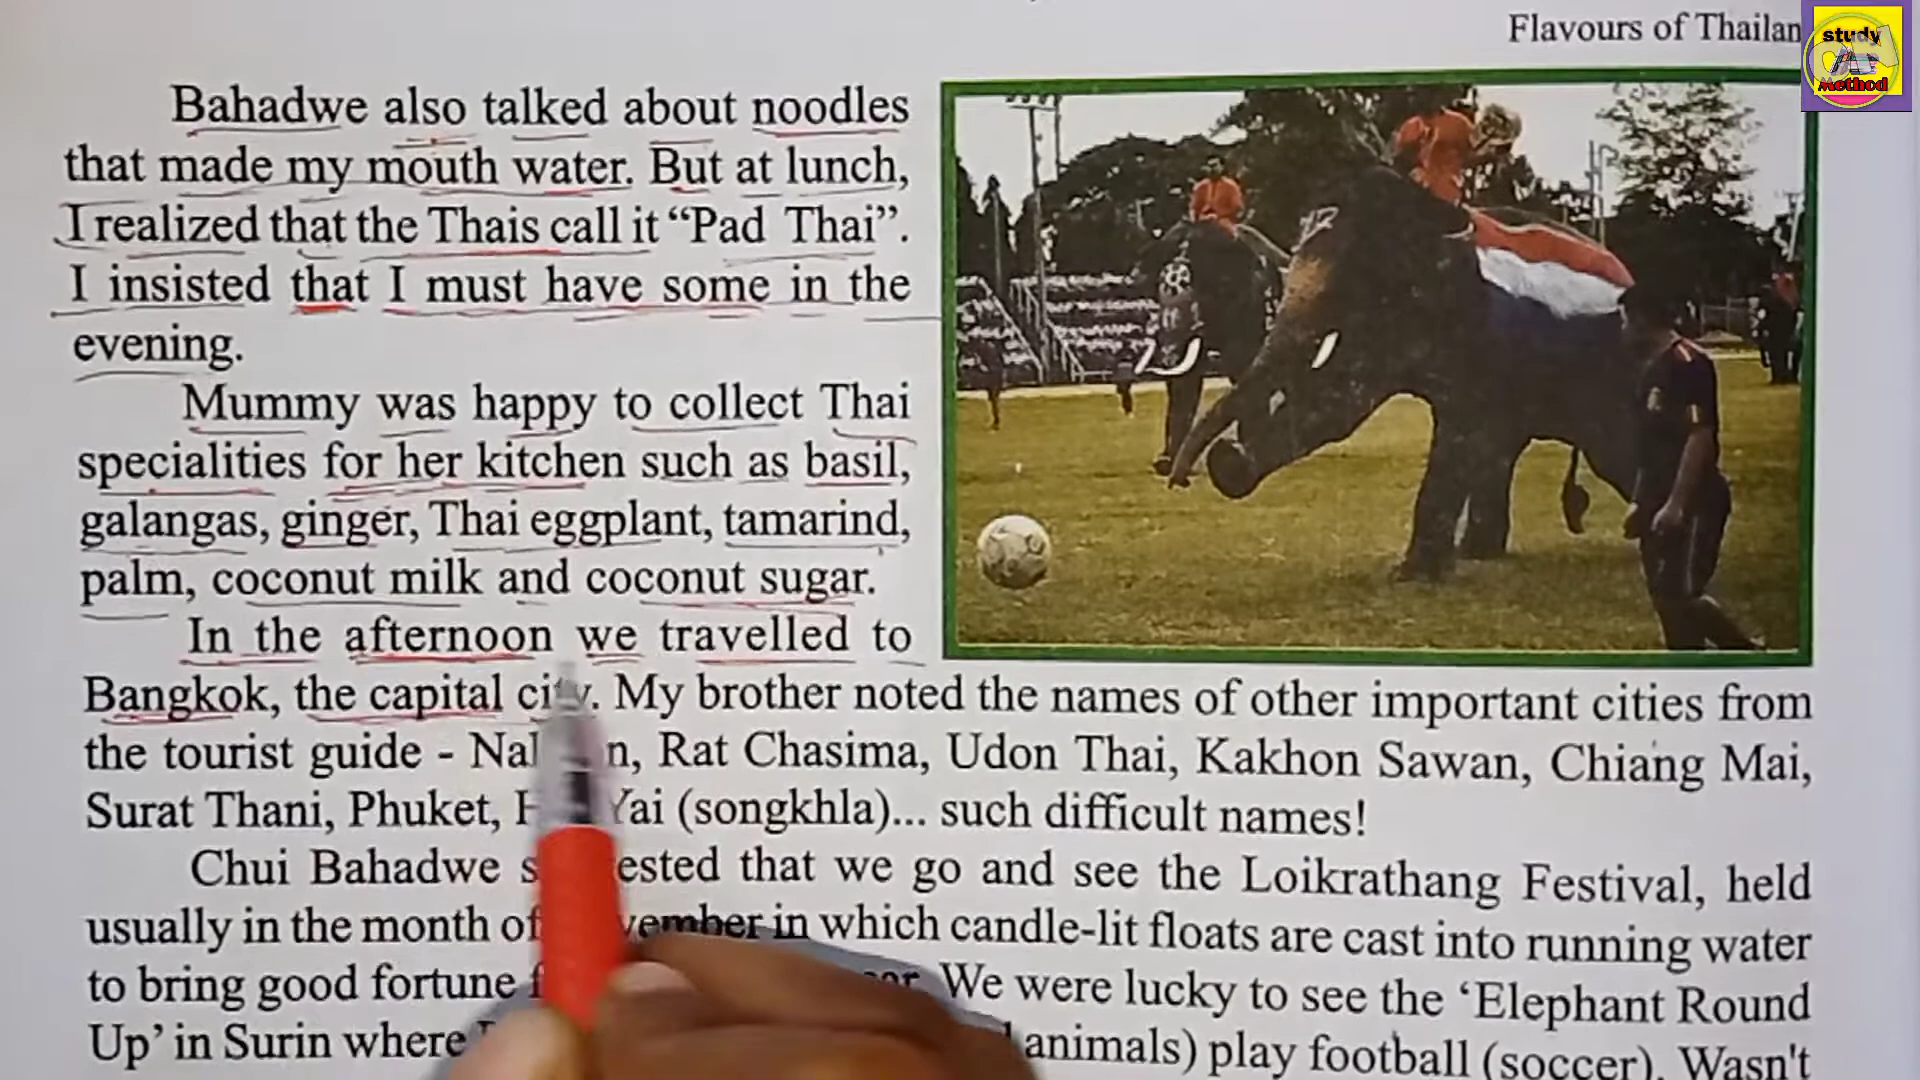 Flavours of Thailan
study
Method
Bahadwe also talked about noodles
that made my mouth water. But at lunch,
I realized that the Thais call it “Pad Thai”.
I insisted that I must have some in the
evening.
Mummy was happy to collect Thai
specialities for her kitchen such as basil,
galangas, ginger, Thai eggplant, tamarind,
palm, coconut milk and coconut sugar.
In the afternoon we travelled to
Bangkok, the capital city. My brother noted the names of other important cities from
the tourist guide - Rat Chasima, Udon Thai, Kakhon Sawan, Chiang Mai,
Surat Thani, Phuket, Yai (songkhla)... such difficult names!
Chui Bahadwe that we go and see the Loikrathang Festival, held
usually in the month of in which candle-lit floats are cast into running water
to bring good fortune We were lucky to see the ‘Elephant Round
Up’ in Surin where animals) play football (soccer). Wasn't